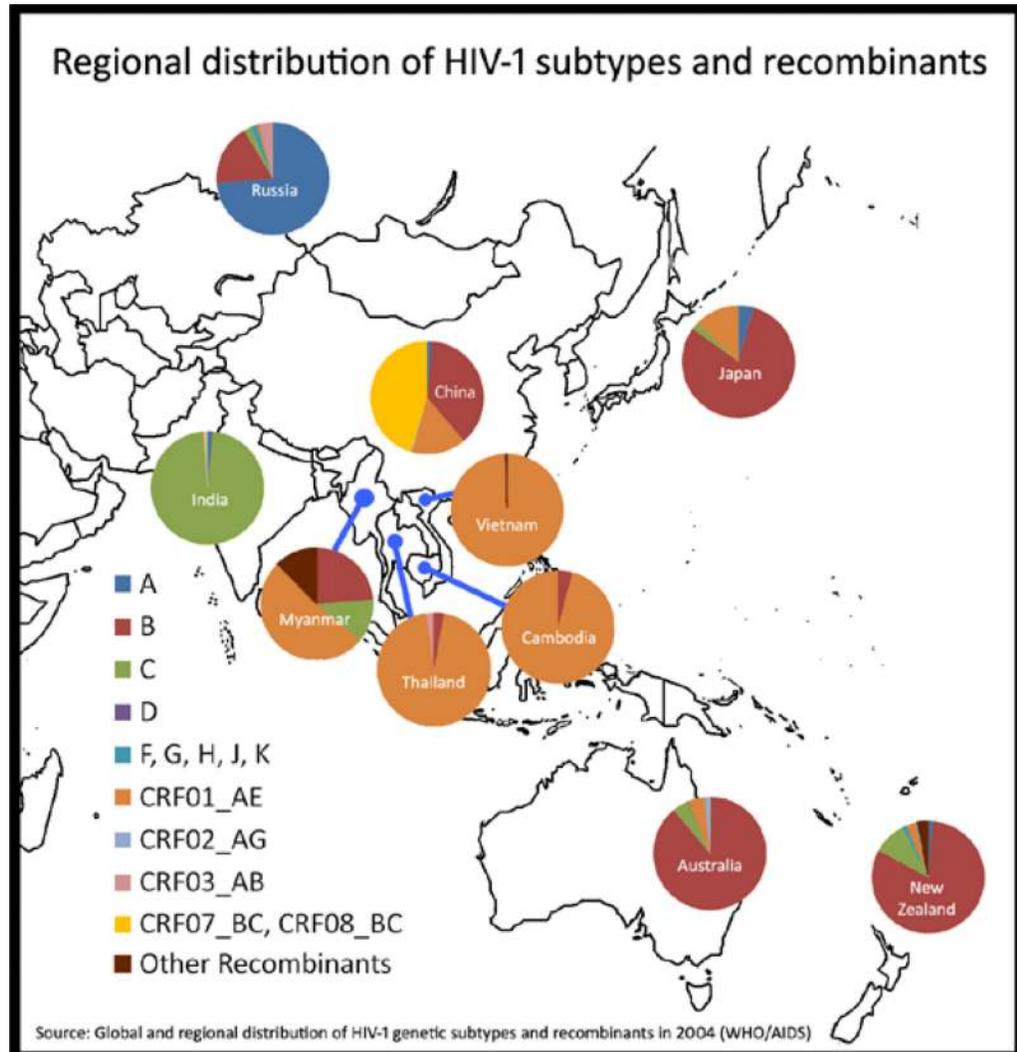 Regional distribution of HIV-1 subtypes and recombinants
Russia
Japan
China
India
Vietnam
Myanmar
Cambodia
Thailand
A
B
C
D
F, G, H, J, K
CRF01_AE
CRF02_AG
CRF03_AB
CRF07_BC, CRF08_BC
Other Recombinants
Australia
New
Zealand
Source: Global and regional distribution of HIV-1 genetic subtypes and recombinants in 2004 (WHO/AIDS)